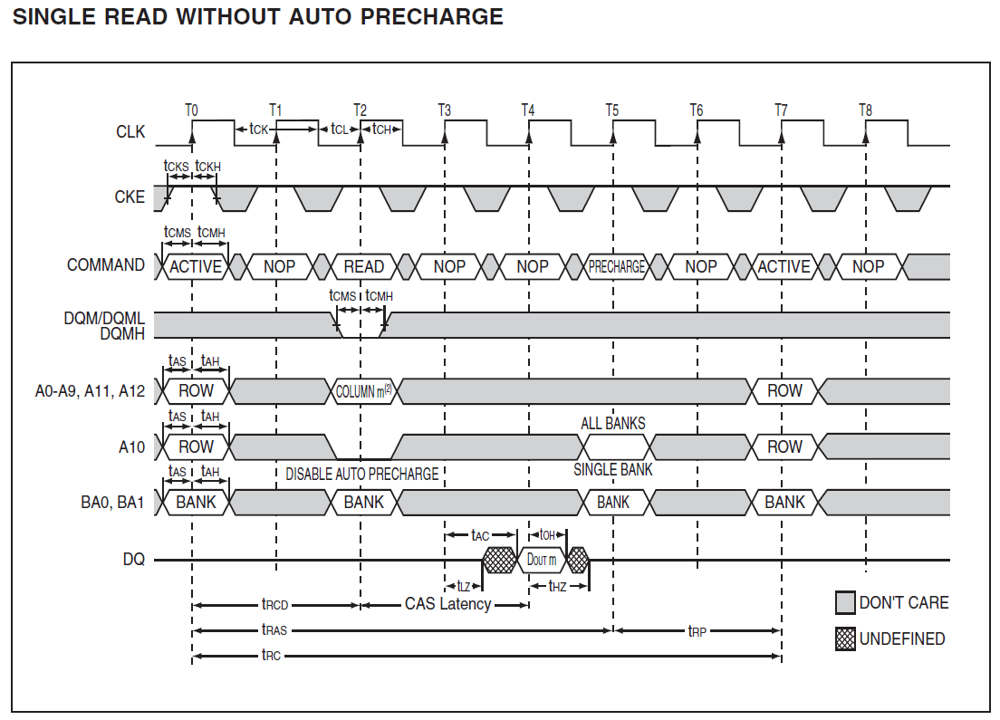 SINGLE READ WITHOUT AUTO PRECHARGE
T0 T1 T2 T3 T4 T5 T6 T7 T8
CLK tCK tCL tCH
tCKS tCKH
CKE
tCMS tCMH
COMMAND ACTIVE NOP READ NOP NOP PRECHARGE NOP ACTIVE NOP
tCMS tCMH
DQM/DQML
DQMH
tAS tAH
A0-A9, A11, A12 ROW COLUMN m(2) ROW
tAS tAH ALL BANKS
A10 ROW ROW
tAS tAH DISABLE AUTO PRECHARGE SINGLE BANK
BA0, BA1 BANK BANK BANK BANK
tAC tOH
DQ DOUT m
tLZ tHZ
tRCD CAS Latency DON'T CARE
tRAS tRP
UNDEFINED
tRC